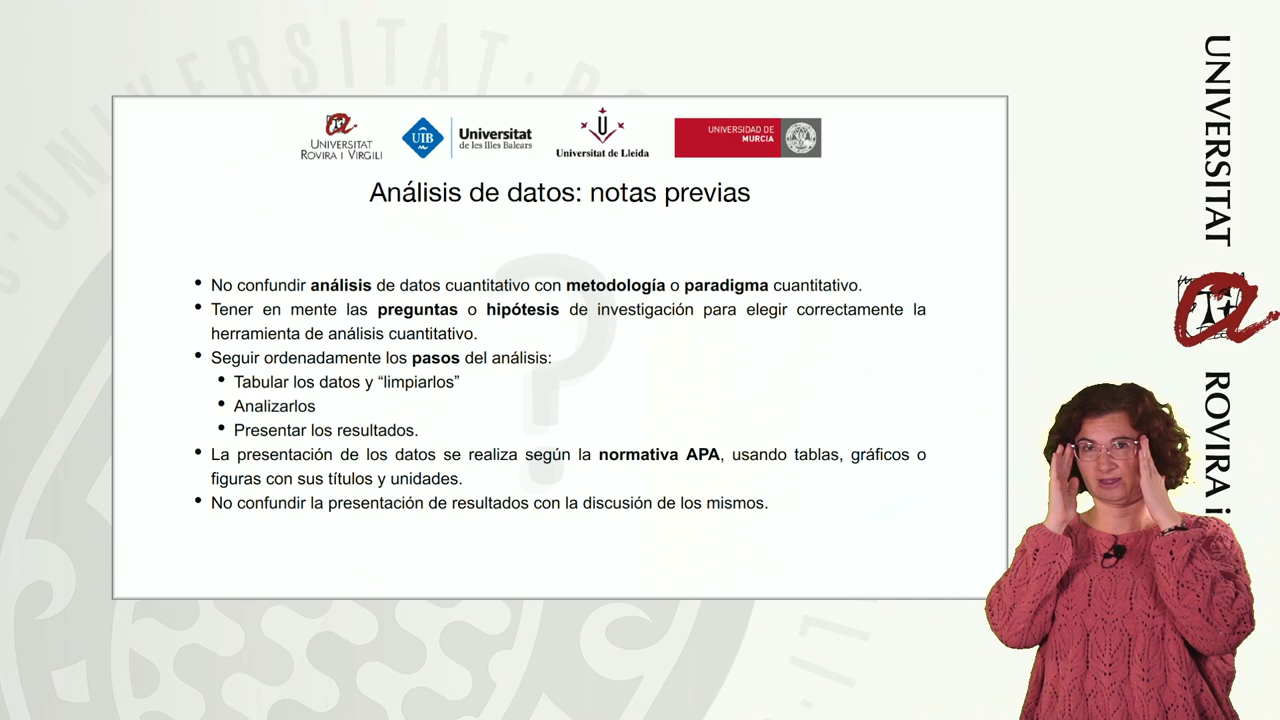 UNIVERSITAT
ROVIRA I VIRGILI
UIB
Universitat
de les Illes Balears
Universitat de Lleida
UNIVERSIDAD DE
MURCIA
Análisis de datos: notas previas
• No confundir análisis de datos cuantitativo con metodología o paradigma cuantitativo.
• Tener en mente las preguntas o hipótesis de investigación para elegir correctamente la
herramienta de análisis cuantitativo.
• Seguir ordenadamente los pasos del análisis:
• Tabular los datos y “limpiarlos”
• Analizarlos
• Presentar los resultados.
• La presentación de los datos se realiza según la normativa APA, usando tablas, gráficos o
figuras con sus títulos y unidades.
• No confundir la presentación de resultados con la discusión de los mismos.
UNIVERSITAT
ROVIRA i